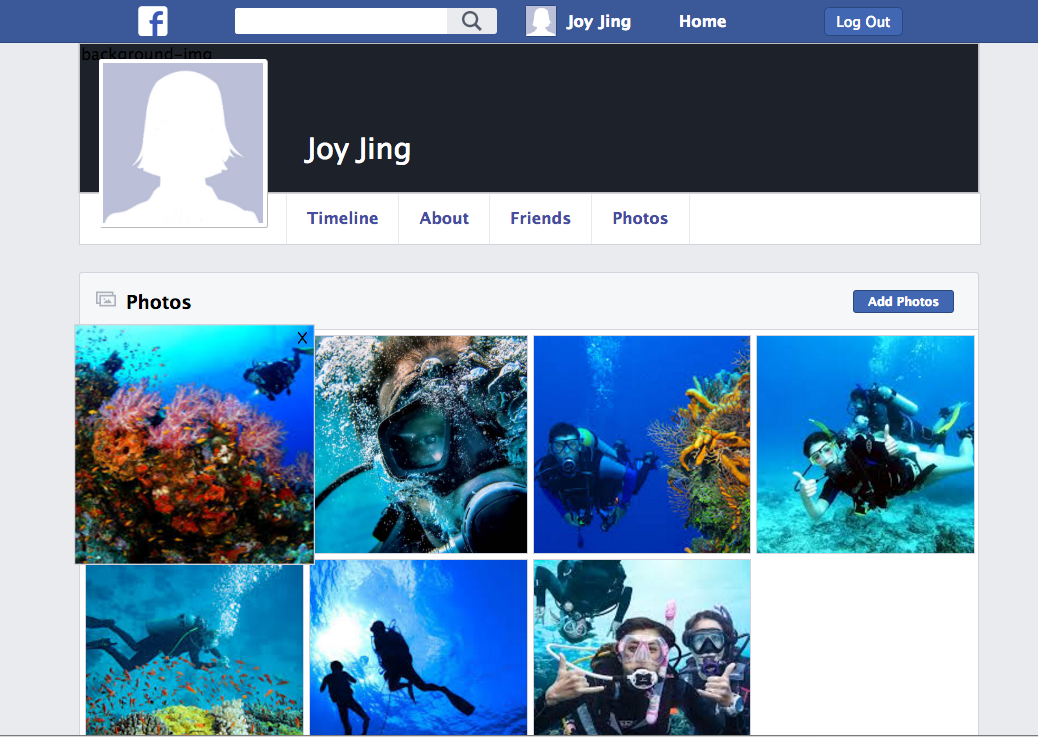 f
Joy Jing
Home
Log Out
background-img
Joy Jing
Timeline
About
Friends
Photos
Photos
Add Photos
X